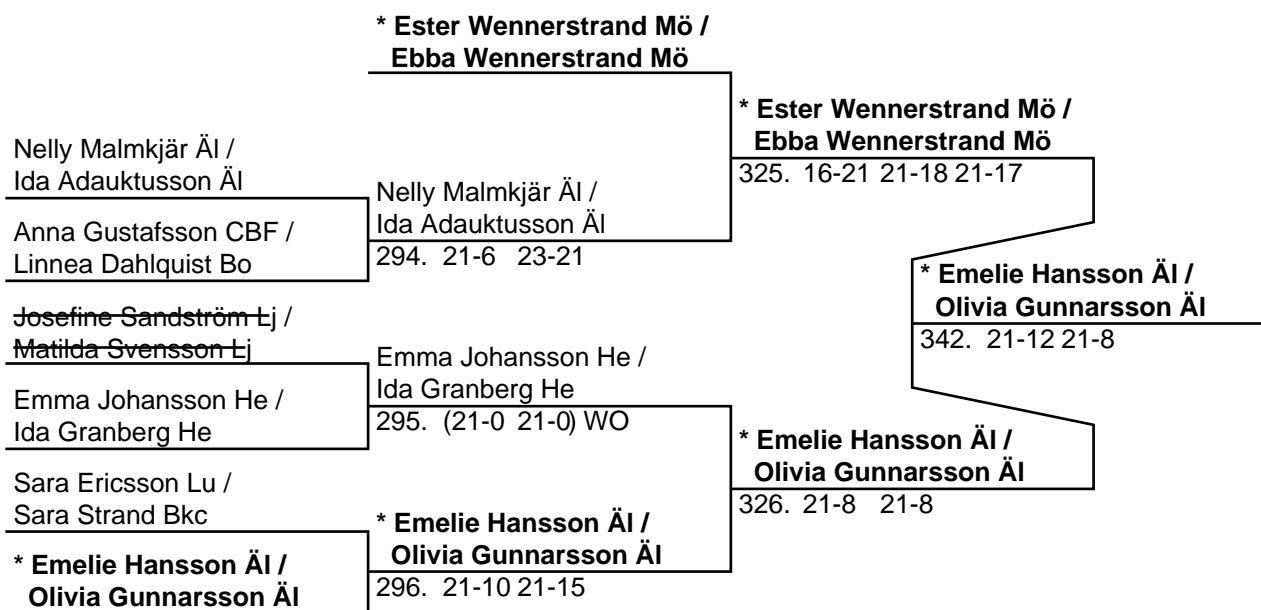 * Ester Wennerstrand Mö /
Ebba Wennerstrand Mö
* Ester Wennerstrand Mö /
Ebba Wennerstrand Mö
325. 16-21 21-18 21-17
Nelly Malmkjär Äl /
Ida Adauktusson Äl
Nelly Malmkjär Äl /
Ida Adauktusson Äl
294. 21-6 23-21
Anna Gustafsson CBF /
Linnea Dahlquist Bo
* Emelie Hansson Äl /
Olivia Gunnarsson Äl
342. 21-12 21-8
Josefine Sandström Lj /
Matilda Svensson Lj
Emma Johansson He /
Ida Granberg He
295. (21-0 21-0) WO
Emma Johansson He /
Ida Granberg He
* Emelie Hansson Äl /
Olivia Gunnarsson Äl
326. 21-8 21-8
Sara Ericsson Lu /
Sara Strand Bkc
* Emelie Hansson Äl /
Olivia Gunnarsson Äl
296. 21-10 21-15
* Emelie Hansson Äl /
Olivia Gunnarsson Äl